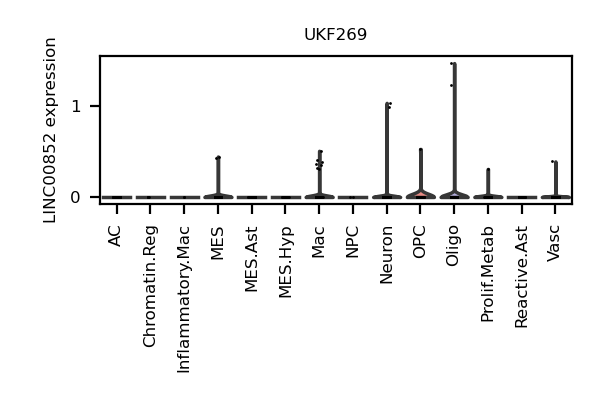 UKF269
LINC00852 expression
1
0
AC
Chromatin.Reg
Inflammatory.Mac
MES
MES.Ast
MES.Hyp
Mac
NPC
Neuron
OPC
Oligo
Prolif.Metab
Reactive.Ast
Vasc